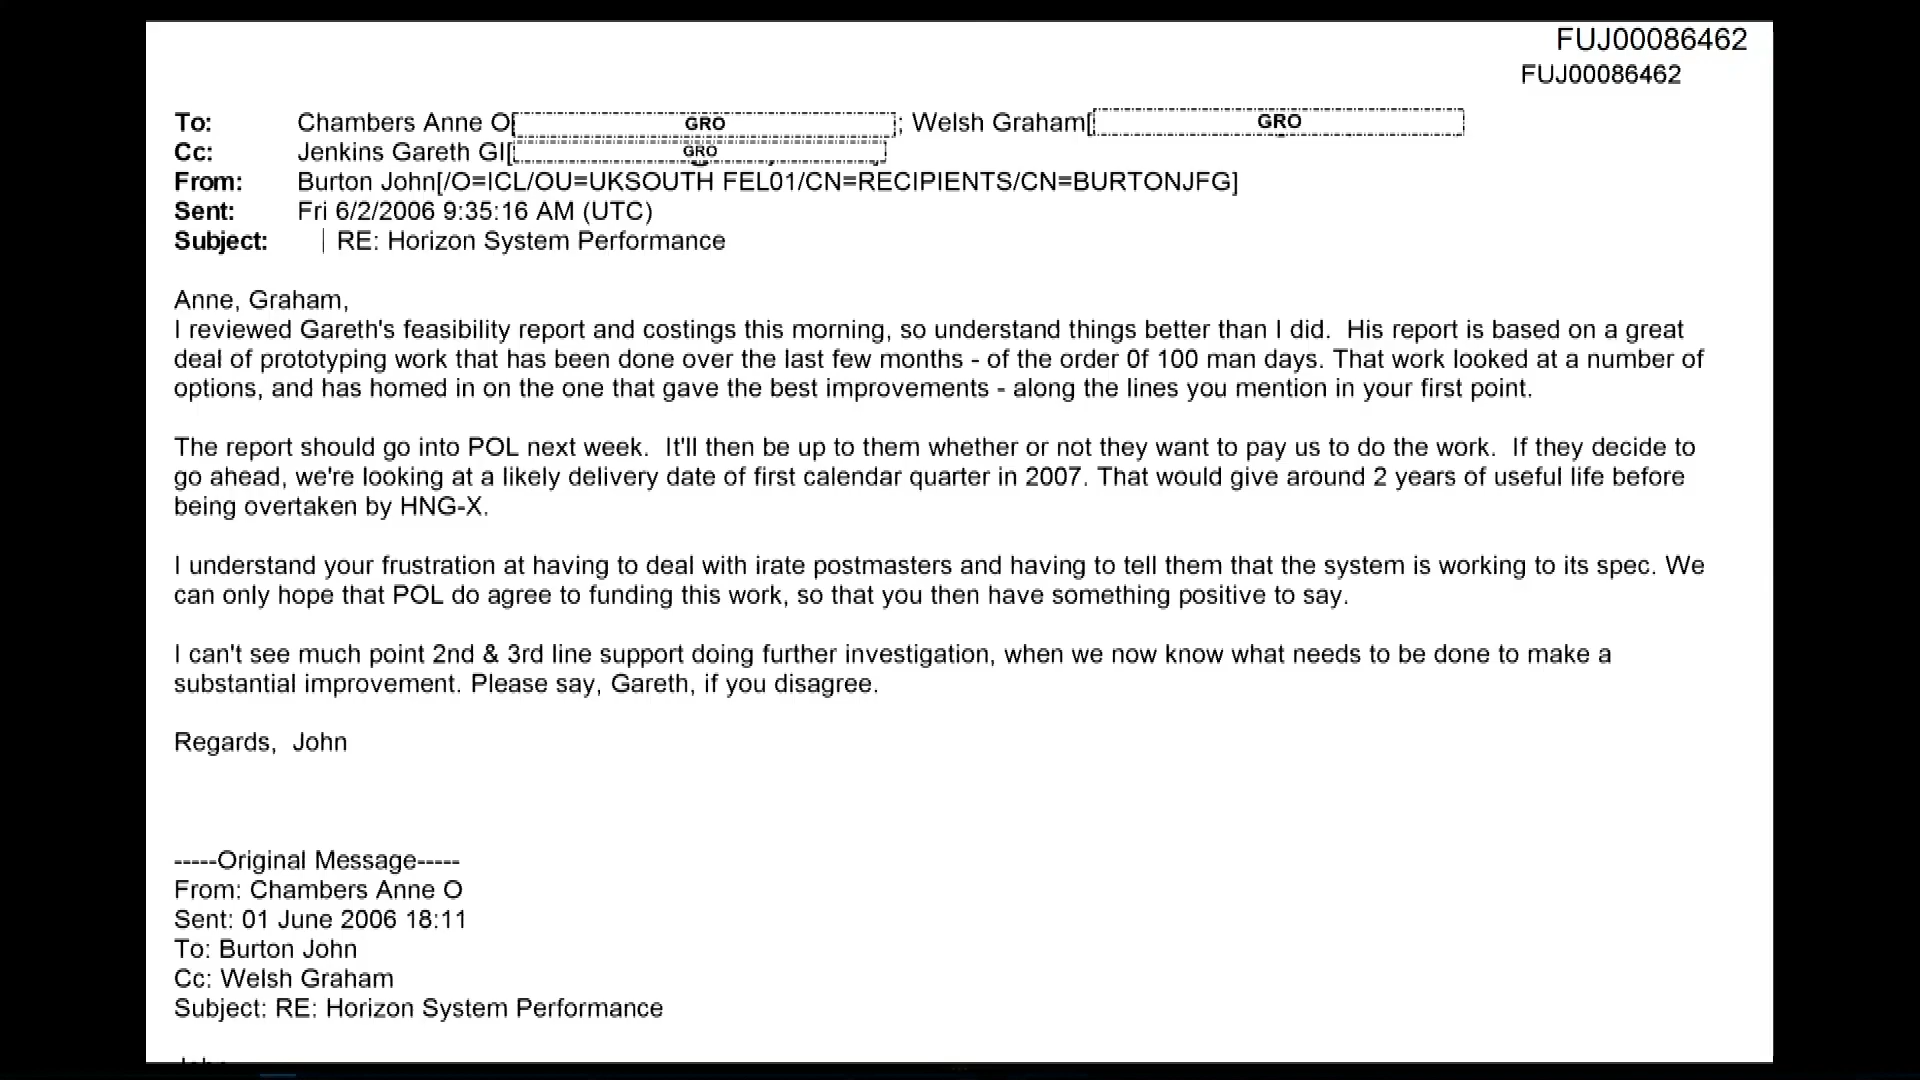 FUJ00086462
FUJ00086462
To: Chambers Anne O[ GRO ]; Welsh Graham[ GRO ]
Cc: Jenkins Gareth GI[ GRO ]
From: Burton John[/O=ICL/OU=UKSOUTH FEL01/CN=RECIPIENTS/CN=BURTONJFG]
Sent: Fri 6/2/2006 9:35:16 AM (UTC)
Subject: RE: Horizon System Performance
Anne, Graham,
I reviewed Gareth's feasibility report and costings this morning, so understand things better than I did. His report is based on a great
deal of prototyping work that has been done over the last few months - of the order 0f 100 man days. That work looked at a number of
options, and has homed in on the one that gave the best improvements - along the lines you mention in your first point.
The report should go into POL next week. It'll then be up to them whether or not they want to pay us to do the work. If they decide to
go ahead, we're looking at a likely delivery date of first calendar quarter in 2007. That would give around 2 years of useful life before
being overtaken by HNG-X.
I understand your frustration at having to deal with irate postmasters and having to tell them that the system is working to its spec. We
can only hope that POL do agree to funding this work, so that you then have something positive to say.
I can't see much point 2nd & 3rd line support doing further investigation, when we now know what needs to be done to make a
substantial improvement. Please say, Gareth, if you disagree.
Regards, John
-----Original Message-----
From: Chambers Anne O
Sent: 01 June 2006 18:11
To: Burton John
Cc: Welsh Graham
Subject: RE: Horizon System Performance